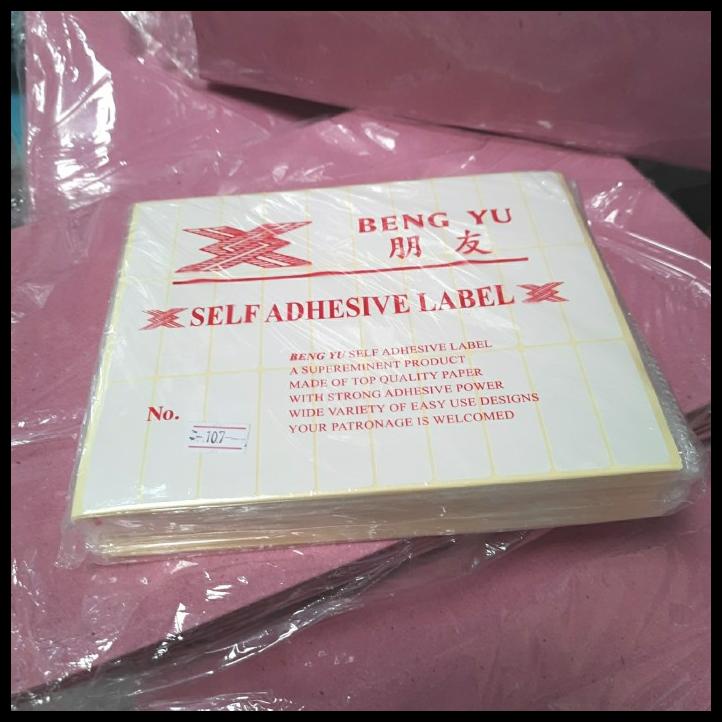 BENG YU
朋友
SELF ADHESIVE LABEL
BENG YU SELF ADHESIVE LABEL
A SUPEREMINENT PRODUCT
MADE OF TOP QUALITY PAPER
WITH STRONG ADHESIVE POWER
WIDE VARIETY OF EASY USE DESIGNS
YOUR PATRONAGE IS WELCOMED
No.
107